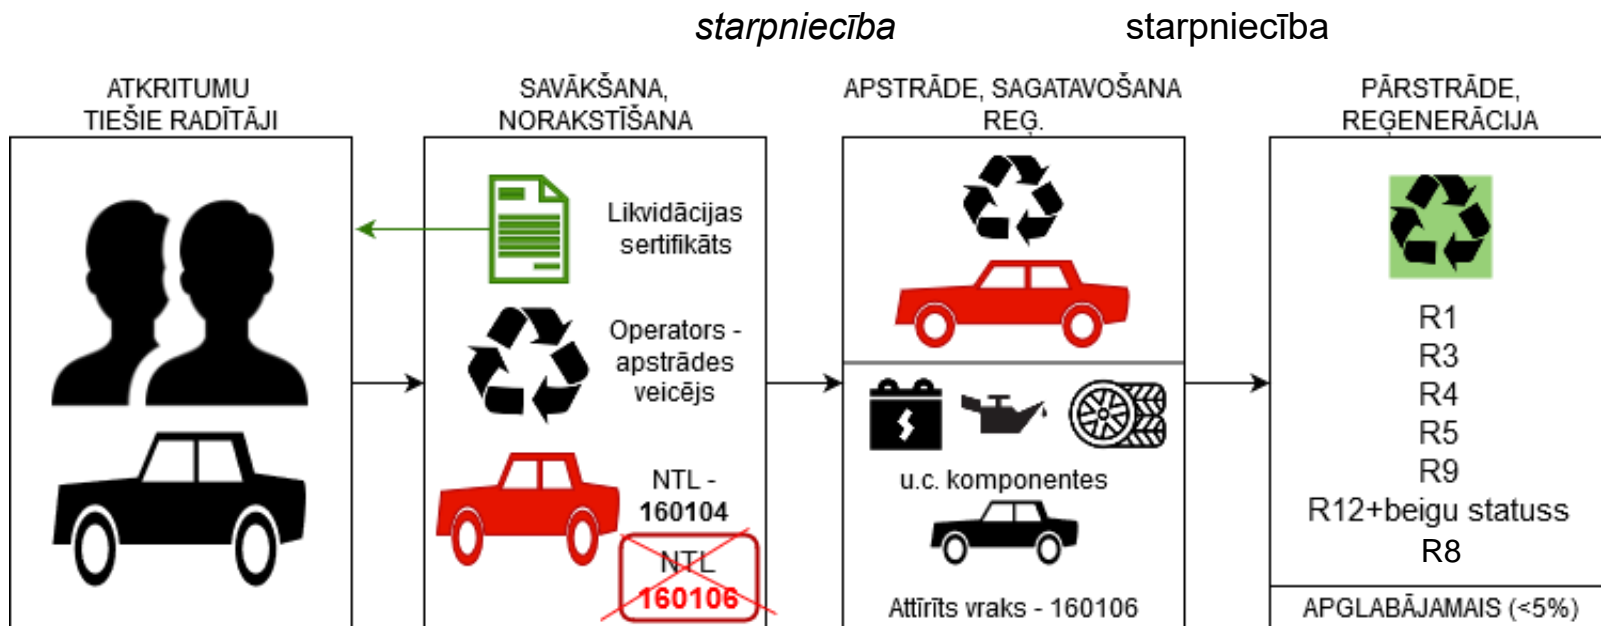 starpniecība
starpniecība
ATKRITUMU
TIEŠIE RADĪTĀJI
SAVĀKŠANA,
NORAKSTĪŠANA
Likvidācijas
sertifikāts
Operators -
apstrādes
veicējs
NTL -
160104
NTL
160106
APSTRĀDE, SAGATAVOŠANA
REĢ.
u.c. komponentes
Attīrīts vraks - 160106
PĀRSTRĀDE,
REĢENERĀCIJA
R1
R3
R4
R5
R9
R12+beigu statuss
R8
APGLABĀJAMAIS (<5%)